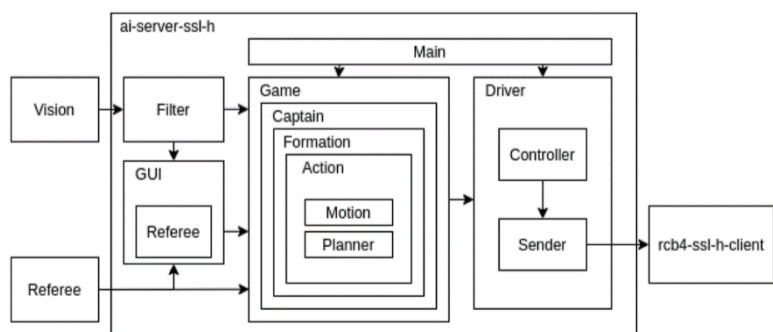 ai-server-ssl-h
Main
Vision
Filter
Game
Captain
Formation
Action
Motion
Planner
Driver
Controller
Sender
GUI
Referee
Referee
rcb4-ssl-h-client